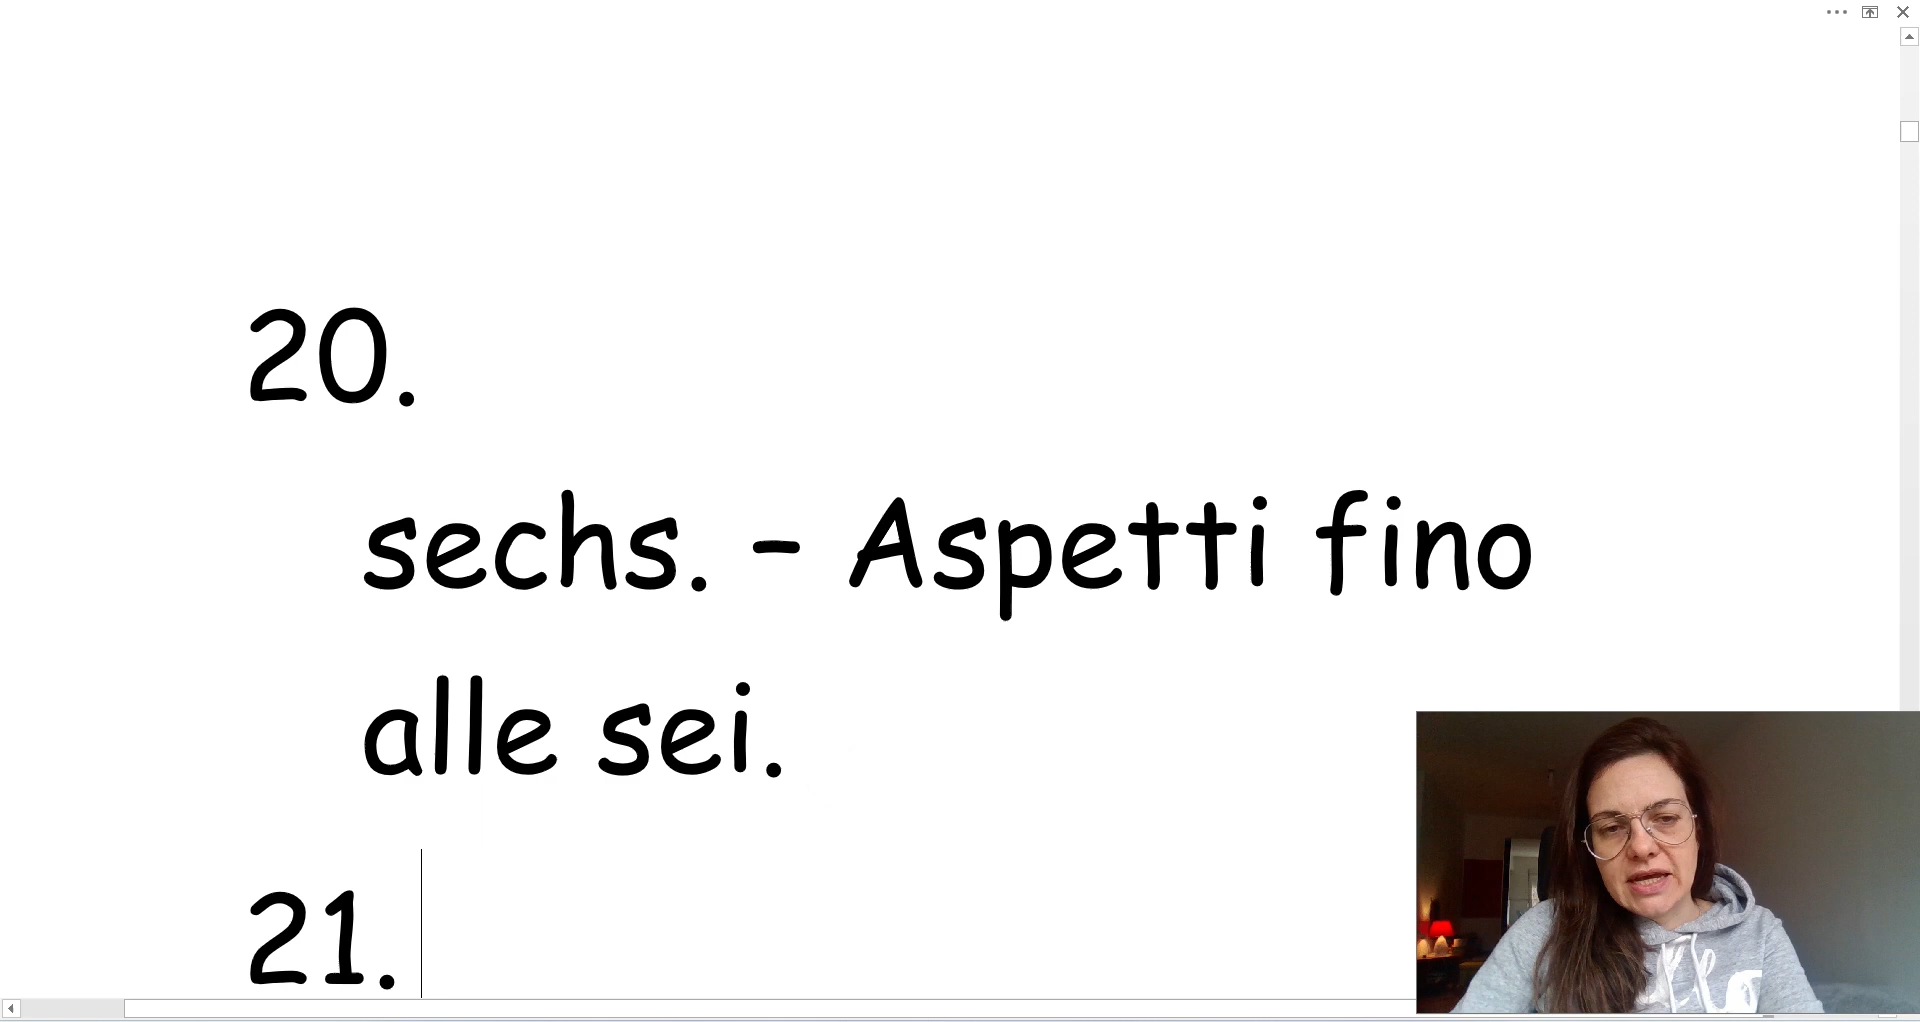 20.
sechs. – Aspetti fino
alle sei.
21.